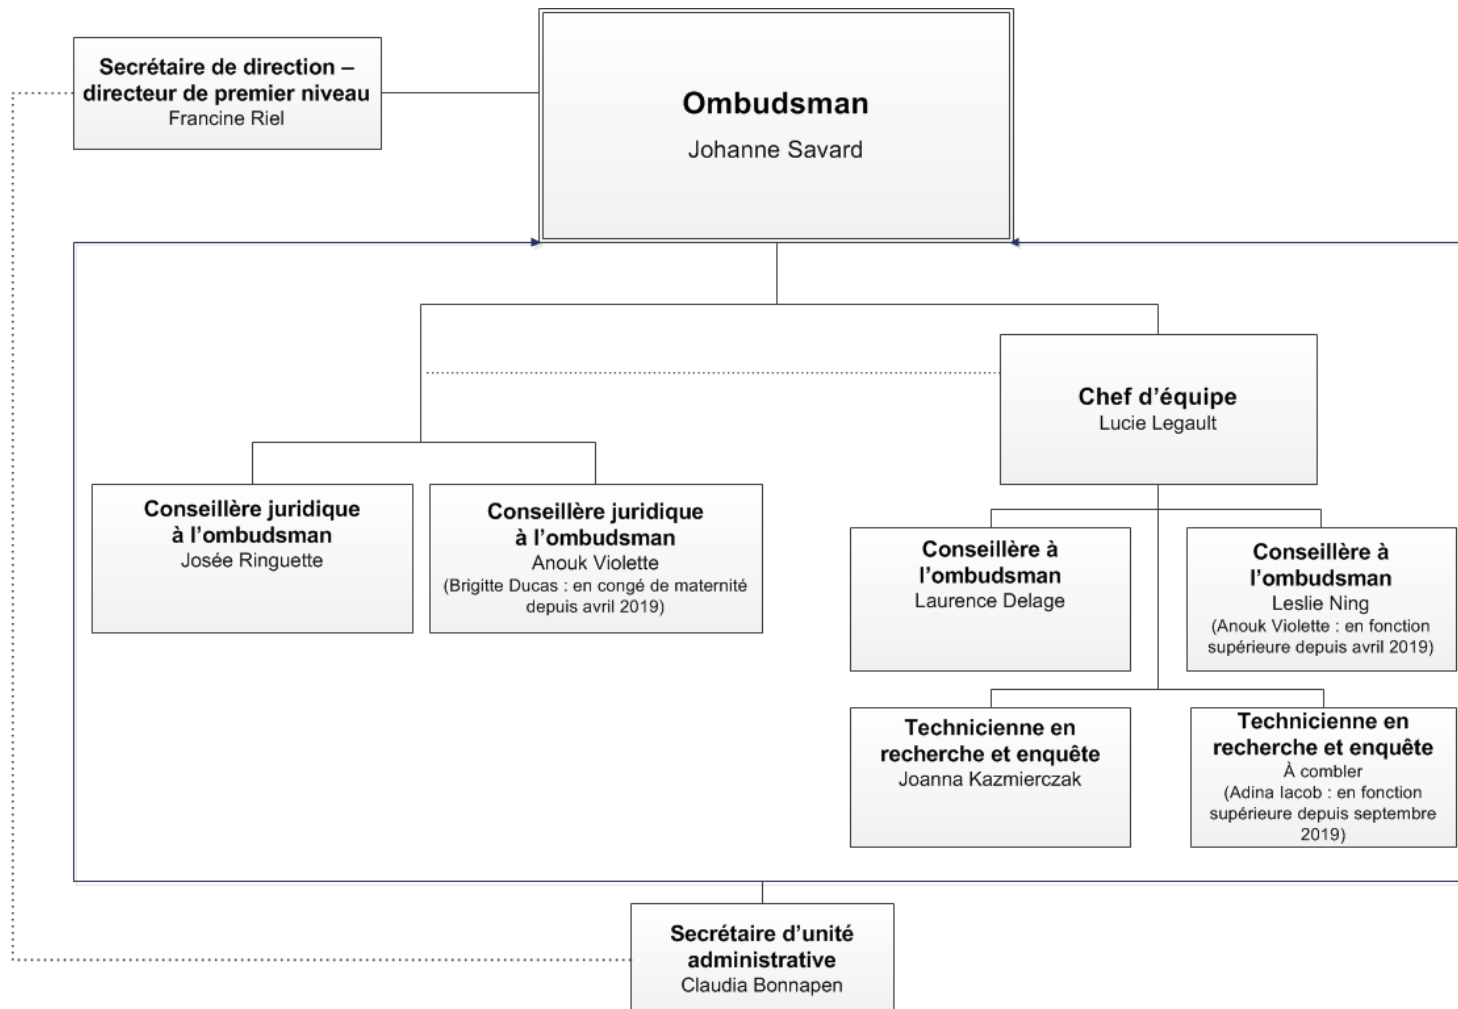 Secrétaire de direction –
directeur de premier niveau
Francine Riel
Ombudsman
Johanne Savard
Chef d’équipe
Lucie Legault
Conseillère juridique
à l’ombudsman
Josée Ringuette
Conseillère juridique
à l’ombudsman
Anouk Violette
(Brigitte Ducas : en congé de maternité
depuis avril 2019)
Conseillère à
l’ombudsman
Laurence Delage
Conseillère à
l’ombudsman
Leslie Ning
(Anouk Violette : en fonction
supérieure depuis avril 2019)
Technicienne en
recherche et enquête
Joanna Kazmierczak
Technicienne en
recherche et enquête
À combler
(Adina Iacob : en fonction
supérieure depuis septembre
2019)
Secrétaire d’unité
administrative
Claudia Bonnapen